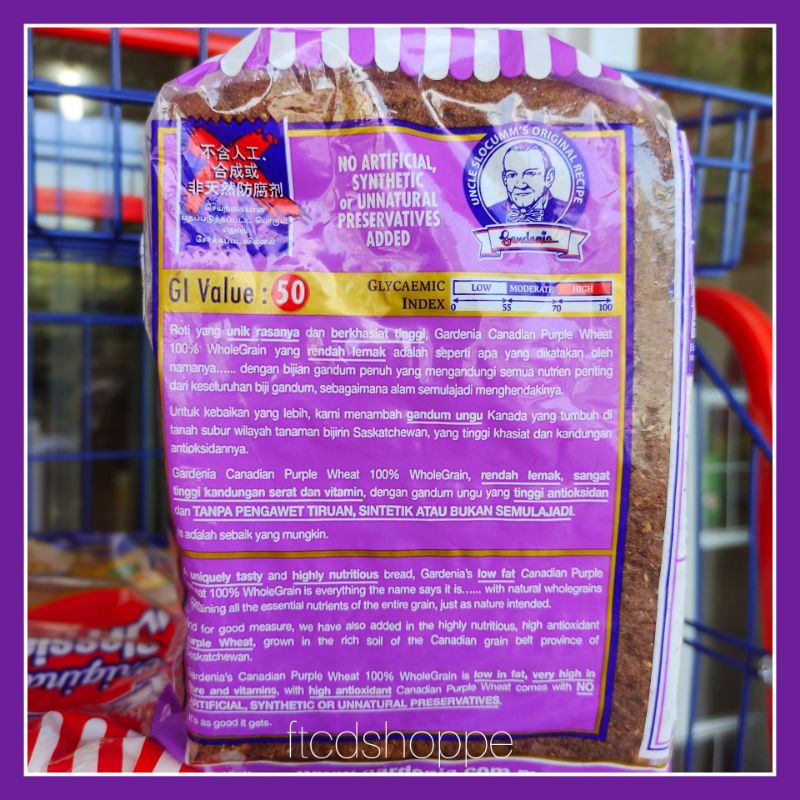 不含人工、
合成或
非天然防腐剂
செயற்கையான
எதுவும்
சேர்க்கப்படவில்லை
NO ARTIFICIAL,
SYNTHETIC
or UNNATURAL
PRESERVATIVES
ADDED
UNCLE SLOCUMM'S ORIGINAL RECIPE
Gardenia
GI Value : 50
GLYCAEMIC
INDEX
LOW MODERATE HIGH
0 55 70 100
Roti yang unik rasanya dan berkhasiat tinggi, Gardenia Canadian Purple Wheat
100% WholeGrain yang rendah lemak adalah seperti apa yang dikatakan oleh
namanya...... dengan bijian gandum penuh yang mengandungi semua nutrien penting
dari keseluruhan biji gandum, sebagaimana alam semulajadi menghendakinya.
Untuk kebaikan yang lebih, kami menambah gandum ungu Kanada yang tumbuh di
tanah subur wilayah tanaman bijirin Saskatchewan, yang tinggi khasiat dan kandungan
antioksidannya.
Gardenia Canadian Purple Wheat 100% WholeGrain, rendah lemak, sangat
tinggi kandungan serat dan vitamin, dengan gandum ungu yang tinggi antioksidan
dan TANPA PENGAWET TIRUAN, SINTETIK ATAU BUKAN SEMULAJADI.
adalah sebaik yang mungkin.
uniquely tasty and highly nutritious bread, Gardenia's low fat Canadian Purple
100% WholeGrain is everything the name says it is...... with natural wholegrains
all the essential nutrients of the entire grain, just as nature intended.
for good measure, we have also added in the highly nutritious, high antioxidant
Wheat, grown in the rich soil of the Canadian grain belt province of
Gardenia's Canadian Purple Wheat 100% WholeGrain is low in fat, very high in
and vitamins, with high antioxidant Canadian Purple Wheat comes with NO
ARTIFICIAL, SYNTHETIC OR UNNATURAL PRESERVATIVES.
as good it gets.
ftcdshoppe
Original
Classic